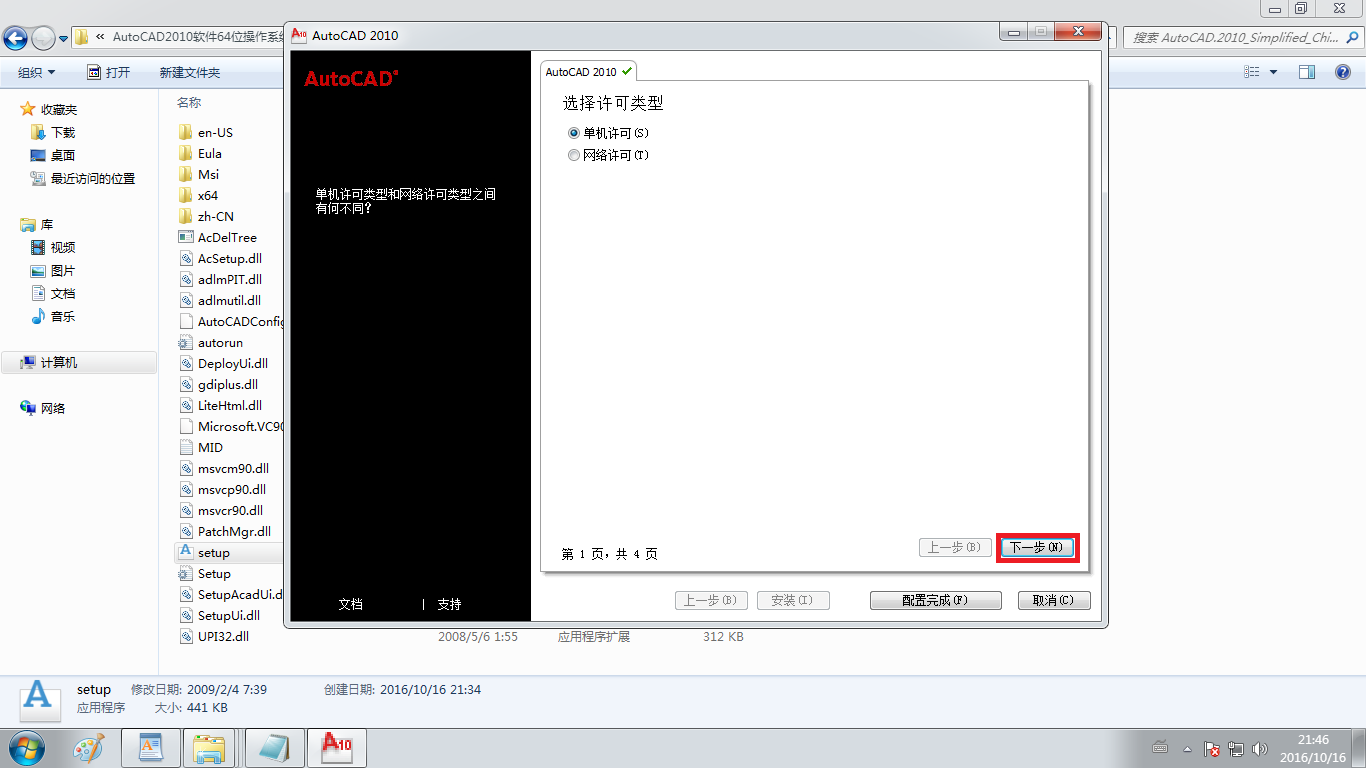 « AutoCAD2010软件64位操作系
搜索 AutoCAD.2010_Simplified_Chi...
组织
打开
新建文件夹
收藏夹
下载
桌面
最近访问的位置
库
视频
图片
文档
音乐
计算机
网络
名称
en-US
Eula
Msi
x64
zh-CN
AcDelTree
AcSetup.dll
adlmPIT.dll
adlmutil.dll
AutoCADConfig
autorun
DeployUi.dll
gdiplus.dll
LiteHtml.dll
Microsoft.VC90
MID
msvcm90.dll
msvcp90.dll
msvcr90.dll
PatchMgr.dll
setup
Setup
SetupAcadUi.d
SetupUi.dll
UPI32.dll
2008/5/6 1:55
应用程序扩展
312 KB
A10 AutoCAD 2010
AutoCAD®
单机许可类型和网络许可类型之间
有何不同？
文档 | 支持
AutoCAD 2010
选择许可类型
单机许可(S)
网络许可(T)
第 1 页，共 4 页
上一步(B)
下一步(N)
上一步(B)
安装(I)
配置完成(F)
取消(C)
setup 修改日期: 2009/2/4 7:39 创建日期: 2016/10/16 21:34
应用程序 大小: 441 KB
A10
21:46
2016/10/16